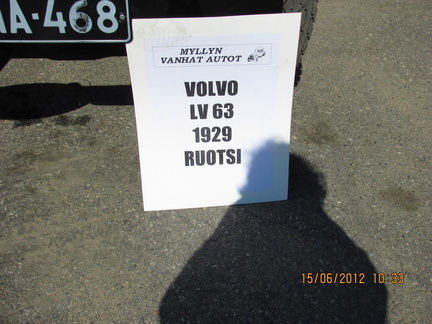 A-468
MYLLYN
VANHAT AUTOT
VOLVO
LV 63
1929
RUOTSI
15/06/2012 10:33